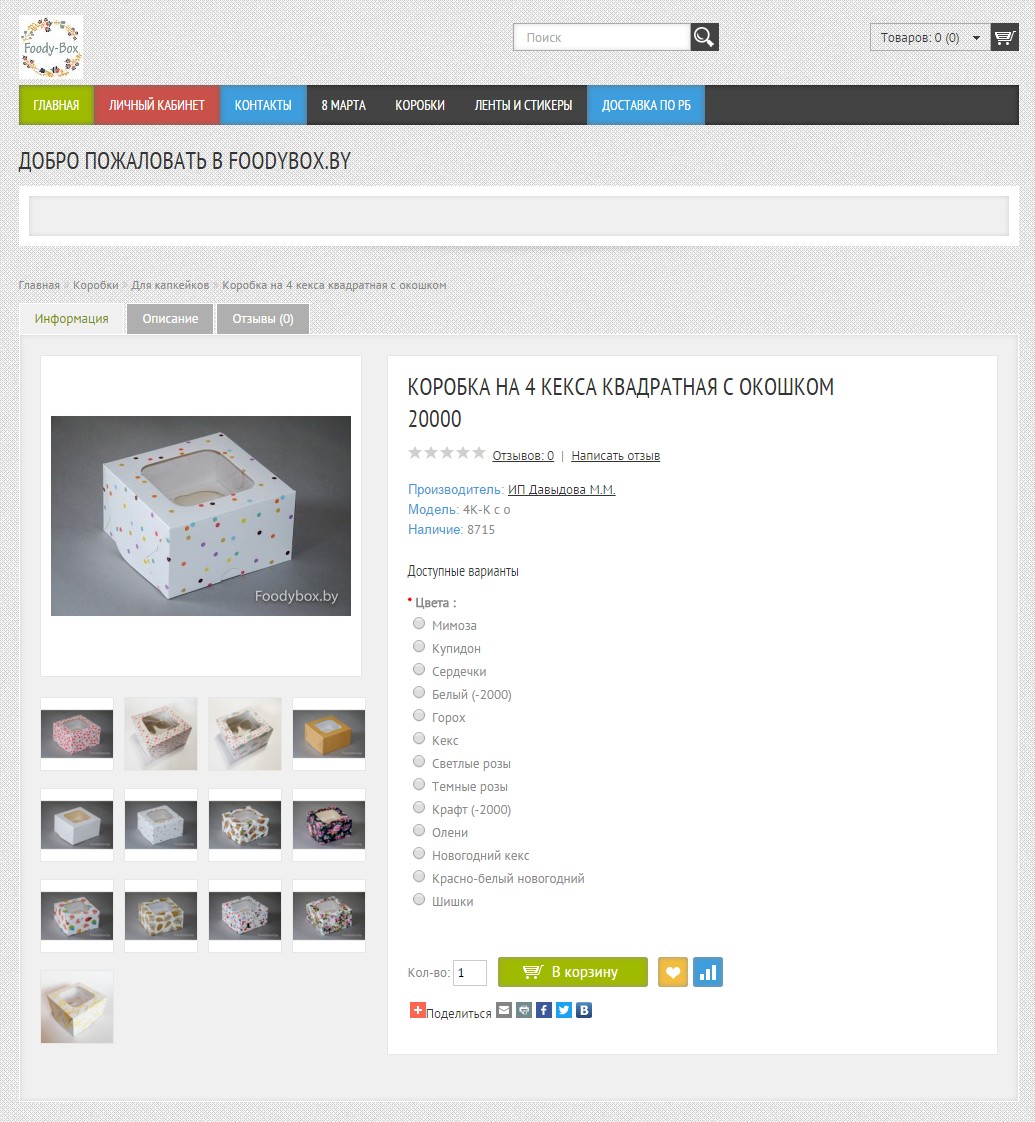 Foody-Box
Поиск
Товаров: 0 (0)
ГЛАВНАЯ ЛИЧНЫЙ КАБИНЕТ КОНТАКТЫ 8 МАРТА КОРОБКИ ЛЕНТЫ И СТИКЕРЫ ДОСТАВКА ПО РБ
ДОБРО ПОЖАЛОВАТЬ В FOODYBOX.BY
Главная » Коробки » Для капкейков » Коробка на 4 кекса квадратная с окошком
Информация Описание Отзывы (0)
Foodybox.by
КОРОБКА НА 4 КЕКСА КВАДРАТНАЯ С ОКОШКОМ
20000
Отзывов: 0 | Написать отзыв
Производитель: ИП Давыдова М.М.
Модель: 4К-К с о
Наличие: 8715
Доступные варианты
* Цвета :
Мимоза
Купидон
Сердечки
Белый (-2000)
Горох
Кекс
Светлые розы
Темные розы
Крафт (-2000)
Олени
Новогодний кекс
Красно-белый новогодний
Шишки
Кол-во: 1 В корзину
Поделиться